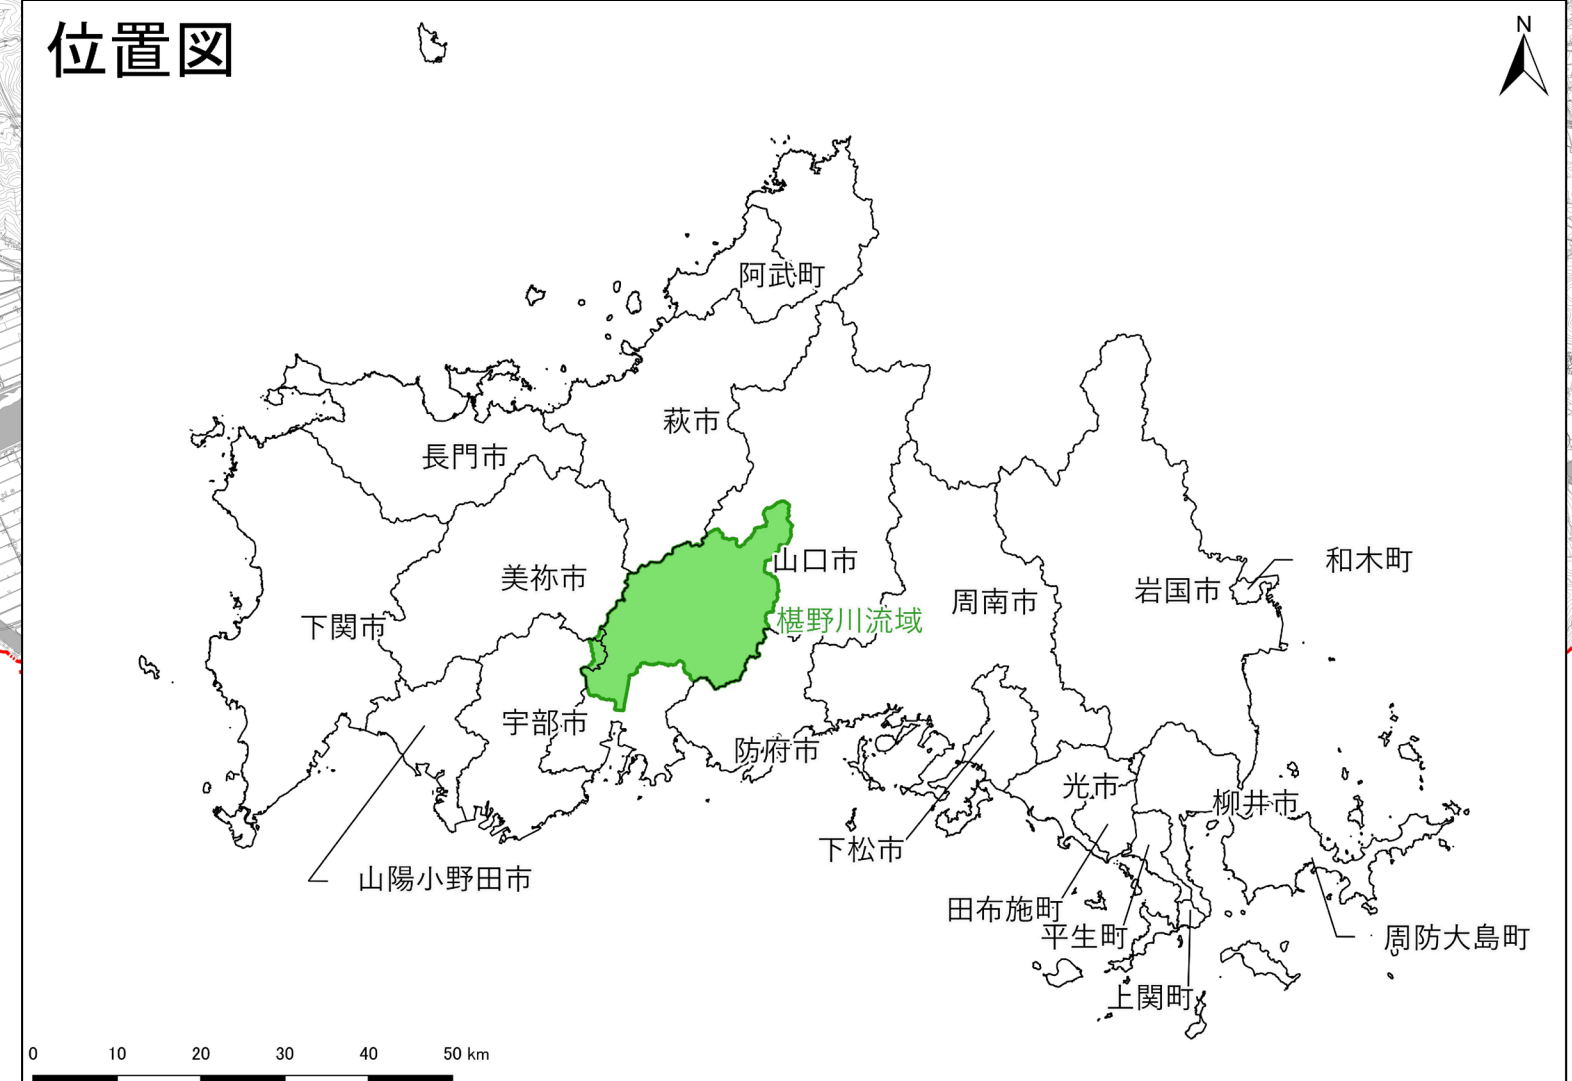 位置図
N
阿武町
萩市
長門市
山口市
和木町
美祢市
岩国市
周南市
下関市
椹野川流域
宇部市
防府市
光市
柳井市
下松市
山陽小野田市
田布施町
平生町
周防大島町
上関町
0 10 20 30 40 50 km